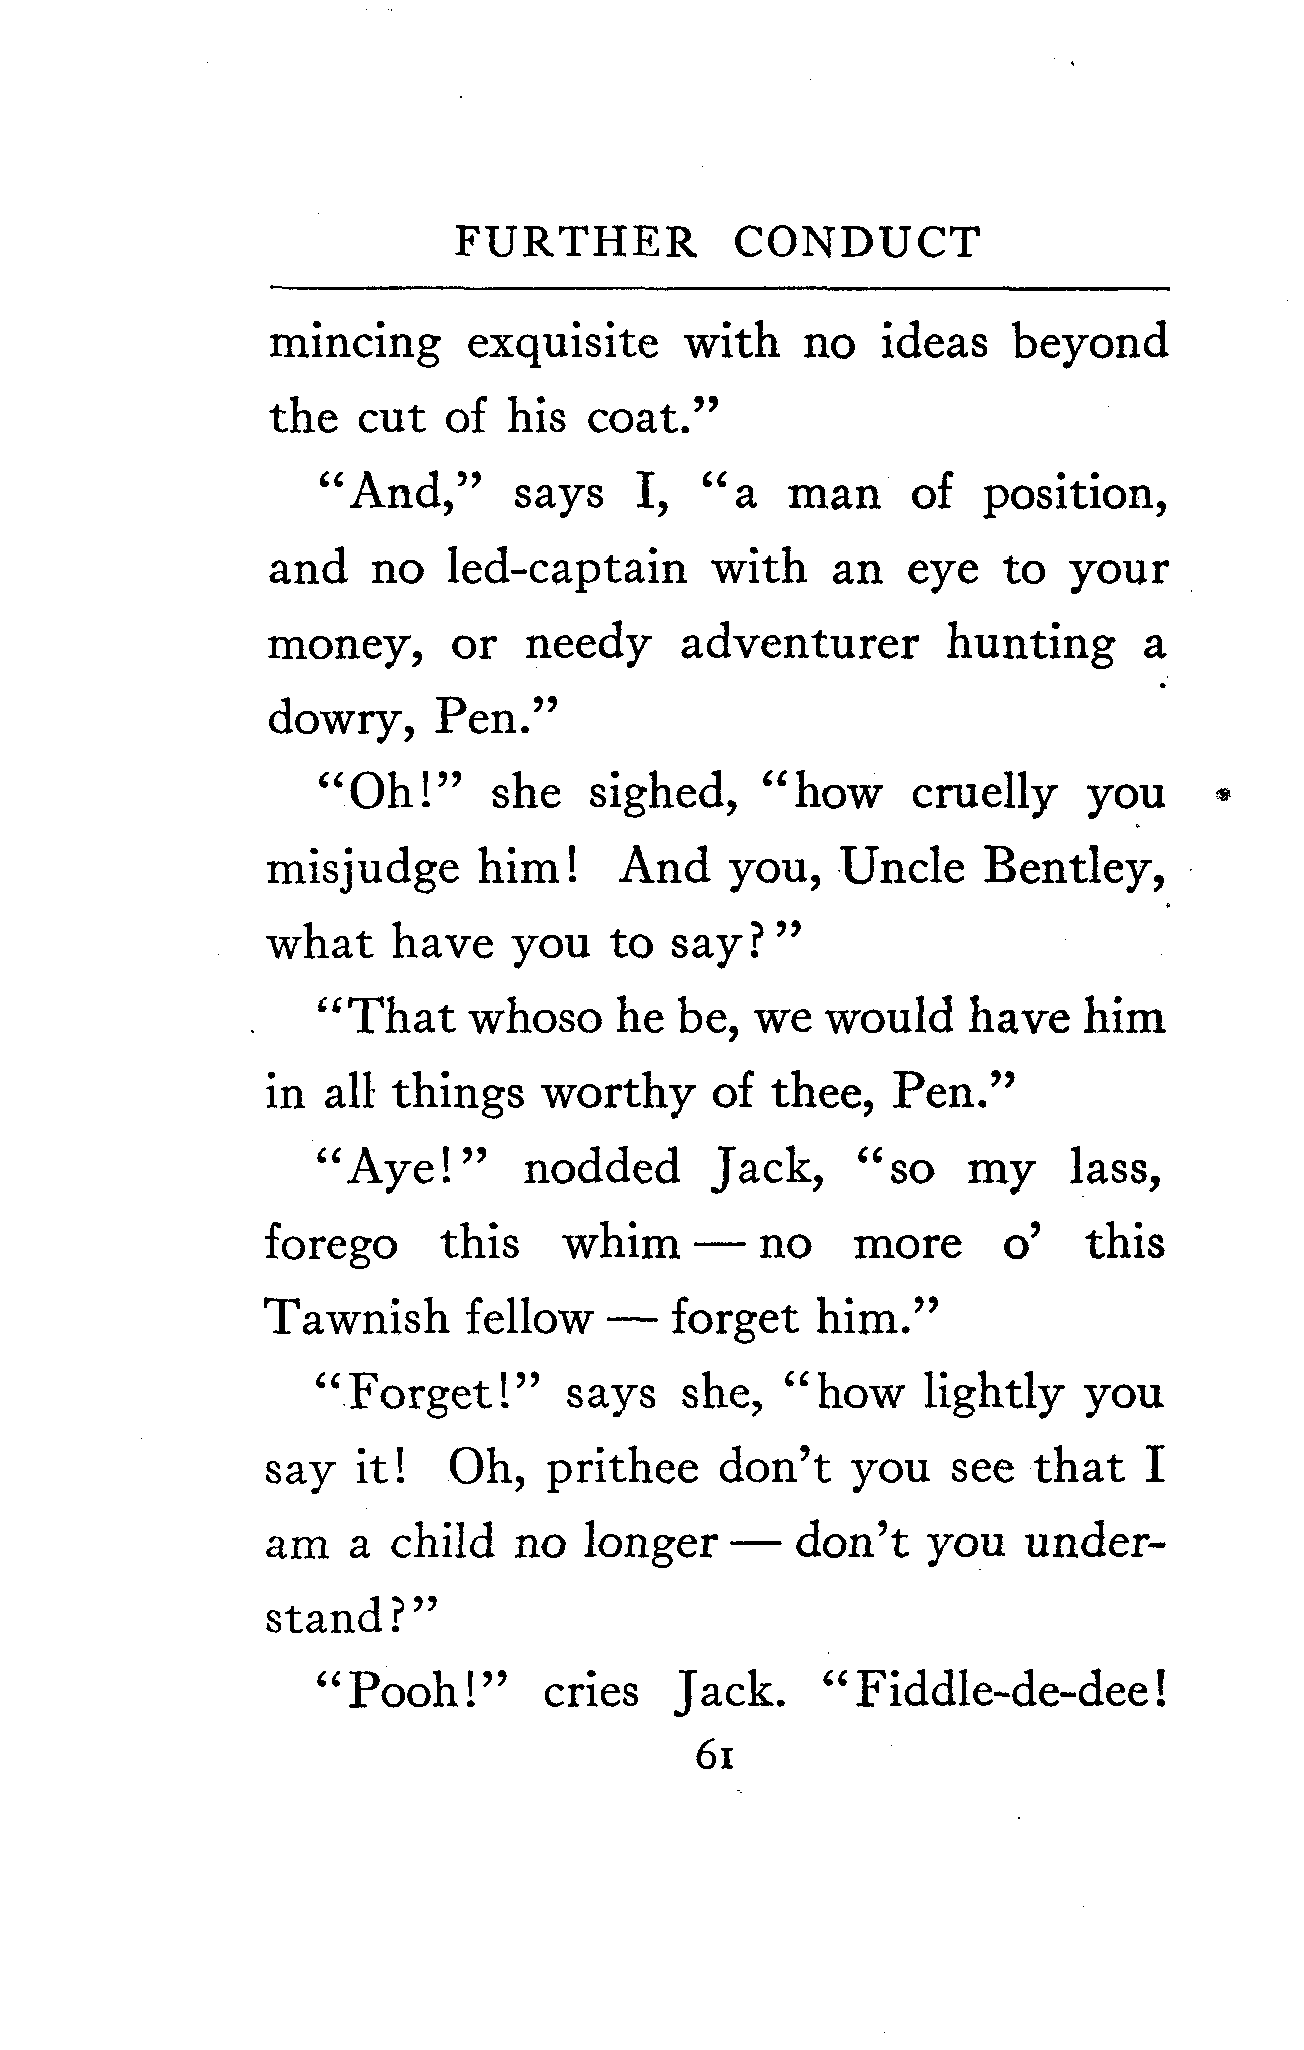 FURTHER CONDUCT
mincing exquisite with no ideas beyond
the cut of his coat.”
“And,” says I, “a man of position,
and no led-captain with an eye to your
money, or needy adventurer hunting a
dowry, Pen.”
“Oh!” she sighed, “how cruelly you
misjudge him! And you, Uncle Bentley,
what have you to say?”
“That whoso he be, we would have him
in all things worthy of thee, Pen.”
“Aye!” nodded Jack, “so my lass,
forego this whim — no more o’ this
Tawnish fellow — forget him.”
“Forget!” says she, “how lightly you
say it! Oh, prithee don’t you see that I
am a child no longer — don’t you under-
stand?”
“Pooh!” cries Jack. “Fiddle-de-dee!
61